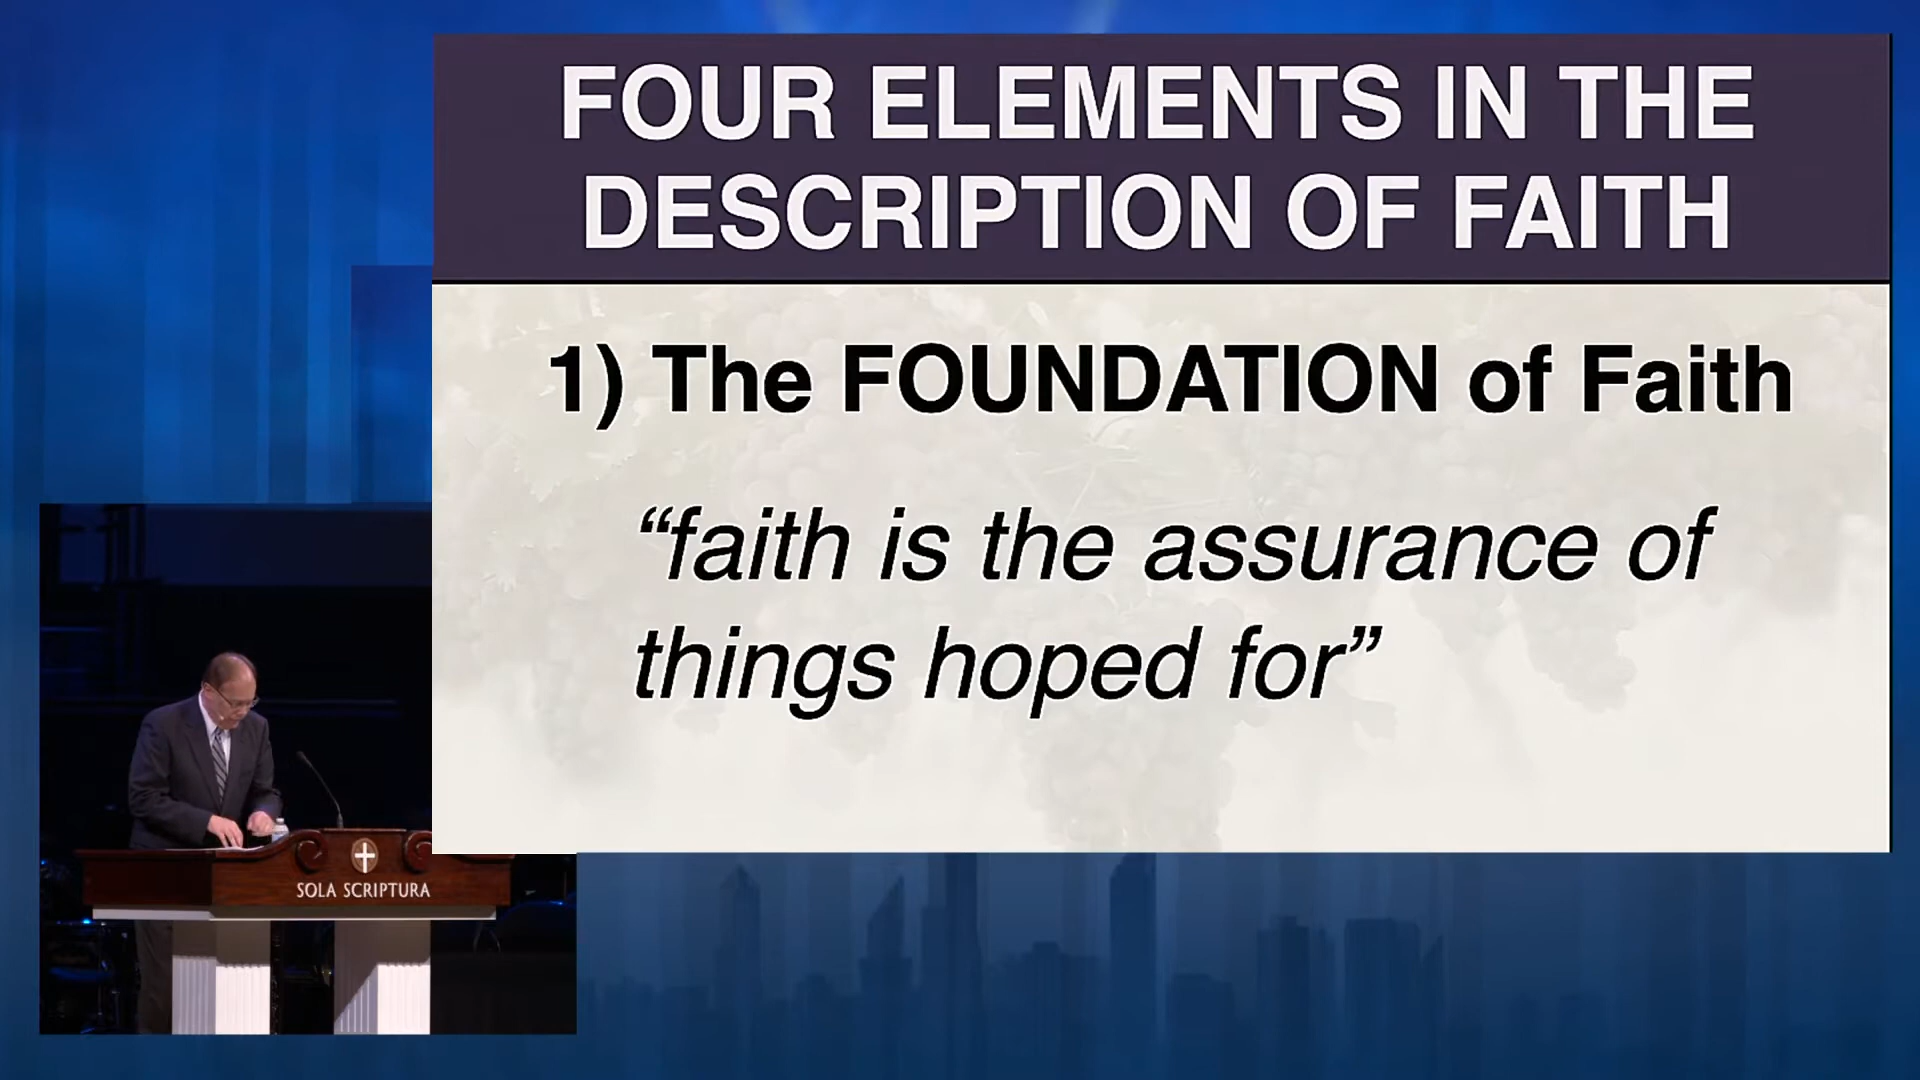 FOUR ELEMENTS IN THE
DESCRIPTION OF FAITH
1) The FOUNDATION of Faith
“faith is the assurance of
things hoped for”
SOLA SCRIPTURA